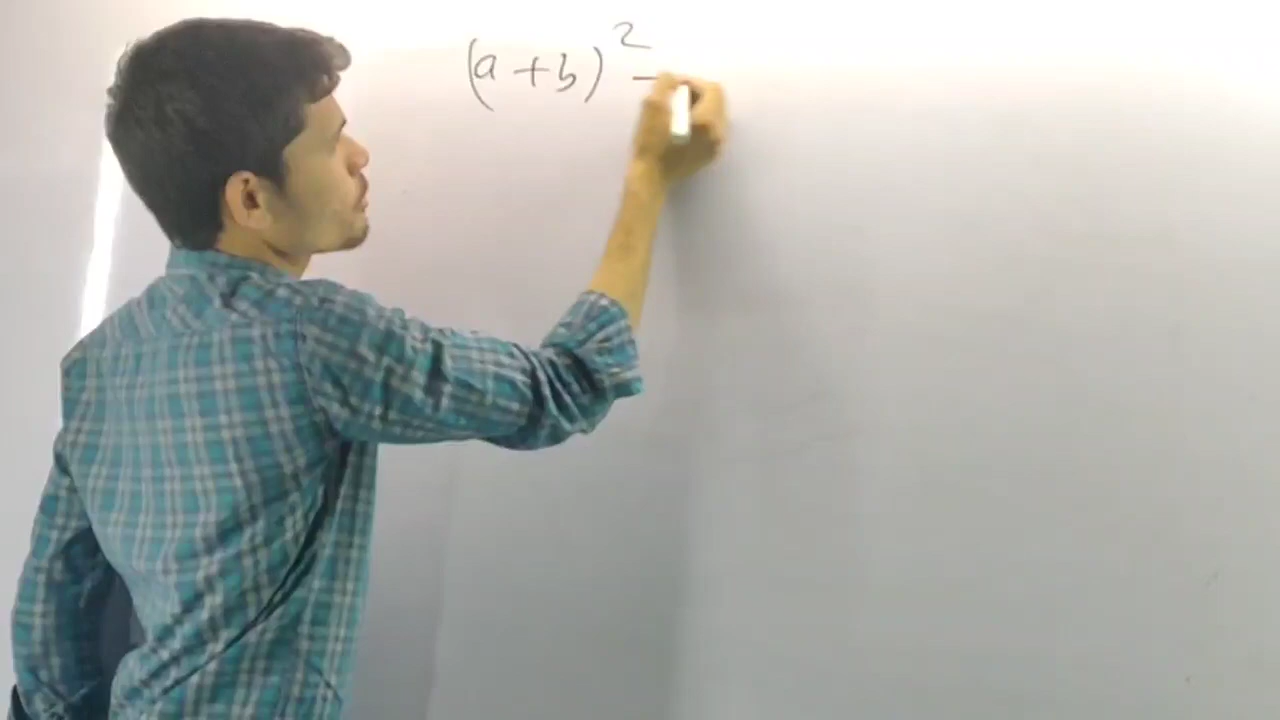 (a + b)² -